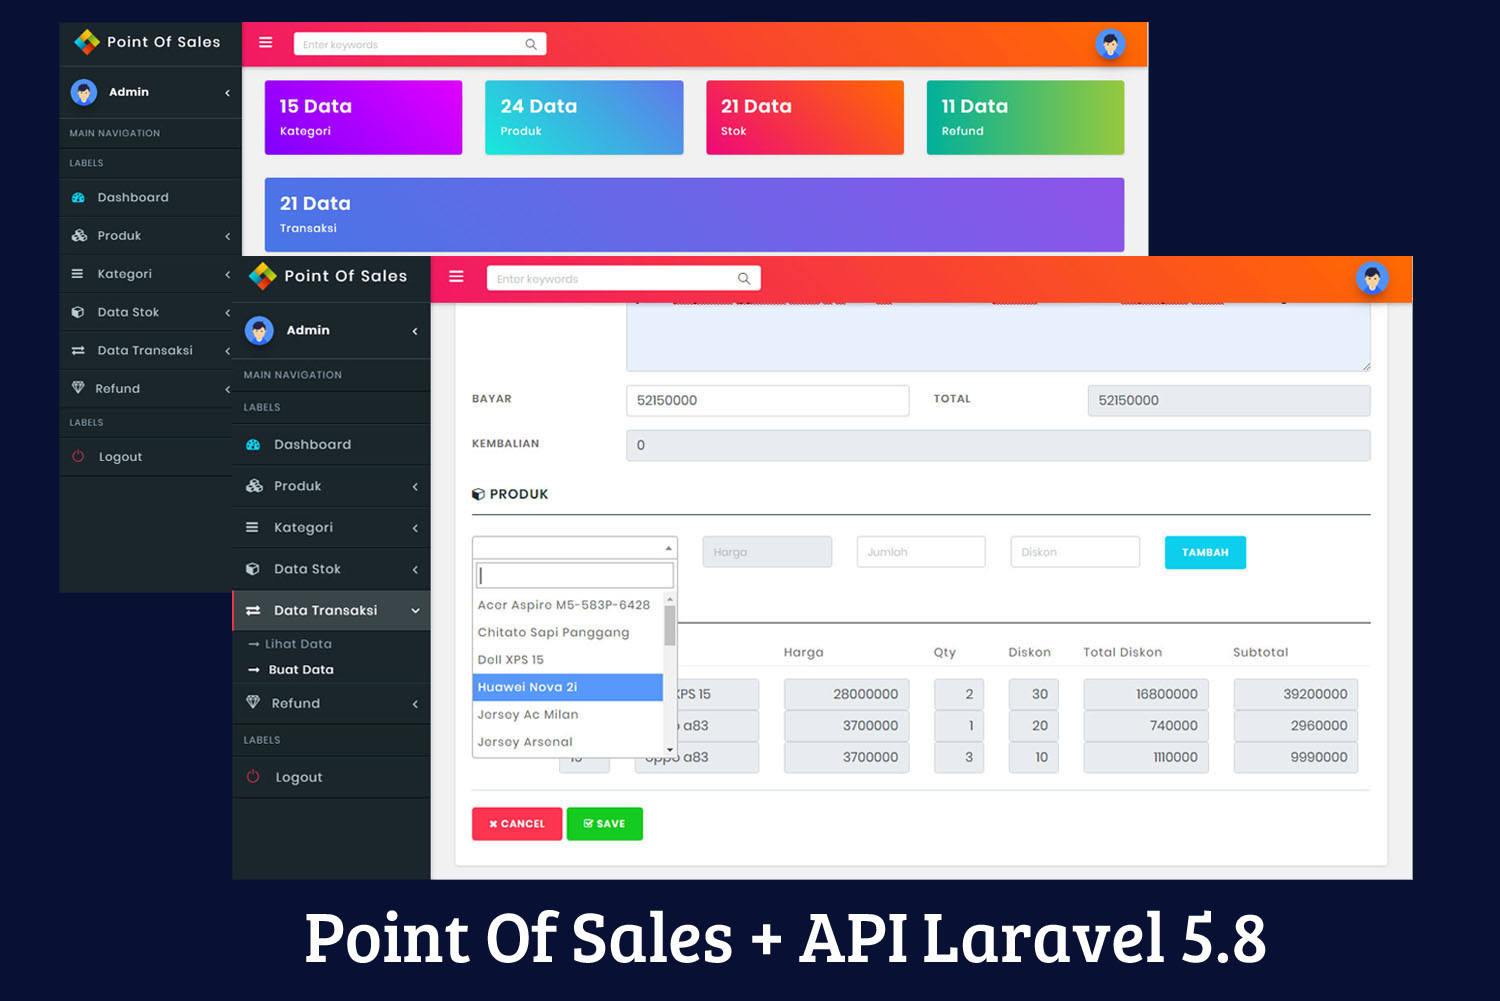 Point Of Sales
Enter keywords
Admin
MAIN NAVIGATION
LABELS
Dashboard
Produk
Kategori
Data Stok
Data Transaksi
Refund
LABELS
Logout
15 Data
Kategori
24 Data
Produk
21 Data
Stok
11 Data
Refund
21 Data
Transaksi
Point Of Sales
Enter keywords
Admin
MAIN NAVIGATION
LABELS
Dashboard
Produk
Kategori
Data Stok
Data Transaksi
Lihat Data
Buat Data
Refund
LABELS
Logout
BAYAR 52150000 TOTAL 52150000
KEMBALIAN 0
PRODUK
Harga Jumlah Diskon TAMBAH
Acer Aspire M5-583P-6428
Chitato Sapi Panggang
Dell XPS 15
Huawei Nova 2i
Jersey Ac Milan
Jersey Arsenal
Harga Qty Diskon Total Diskon Subtotal
XPS 15 28000000 2 30 16800000 39200000
a83 3700000 1 20 740000 2960000
a83 3700000 3 10 1110000 9990000
CANCEL SAVE
Point Of Sales + API Laravel 5.8